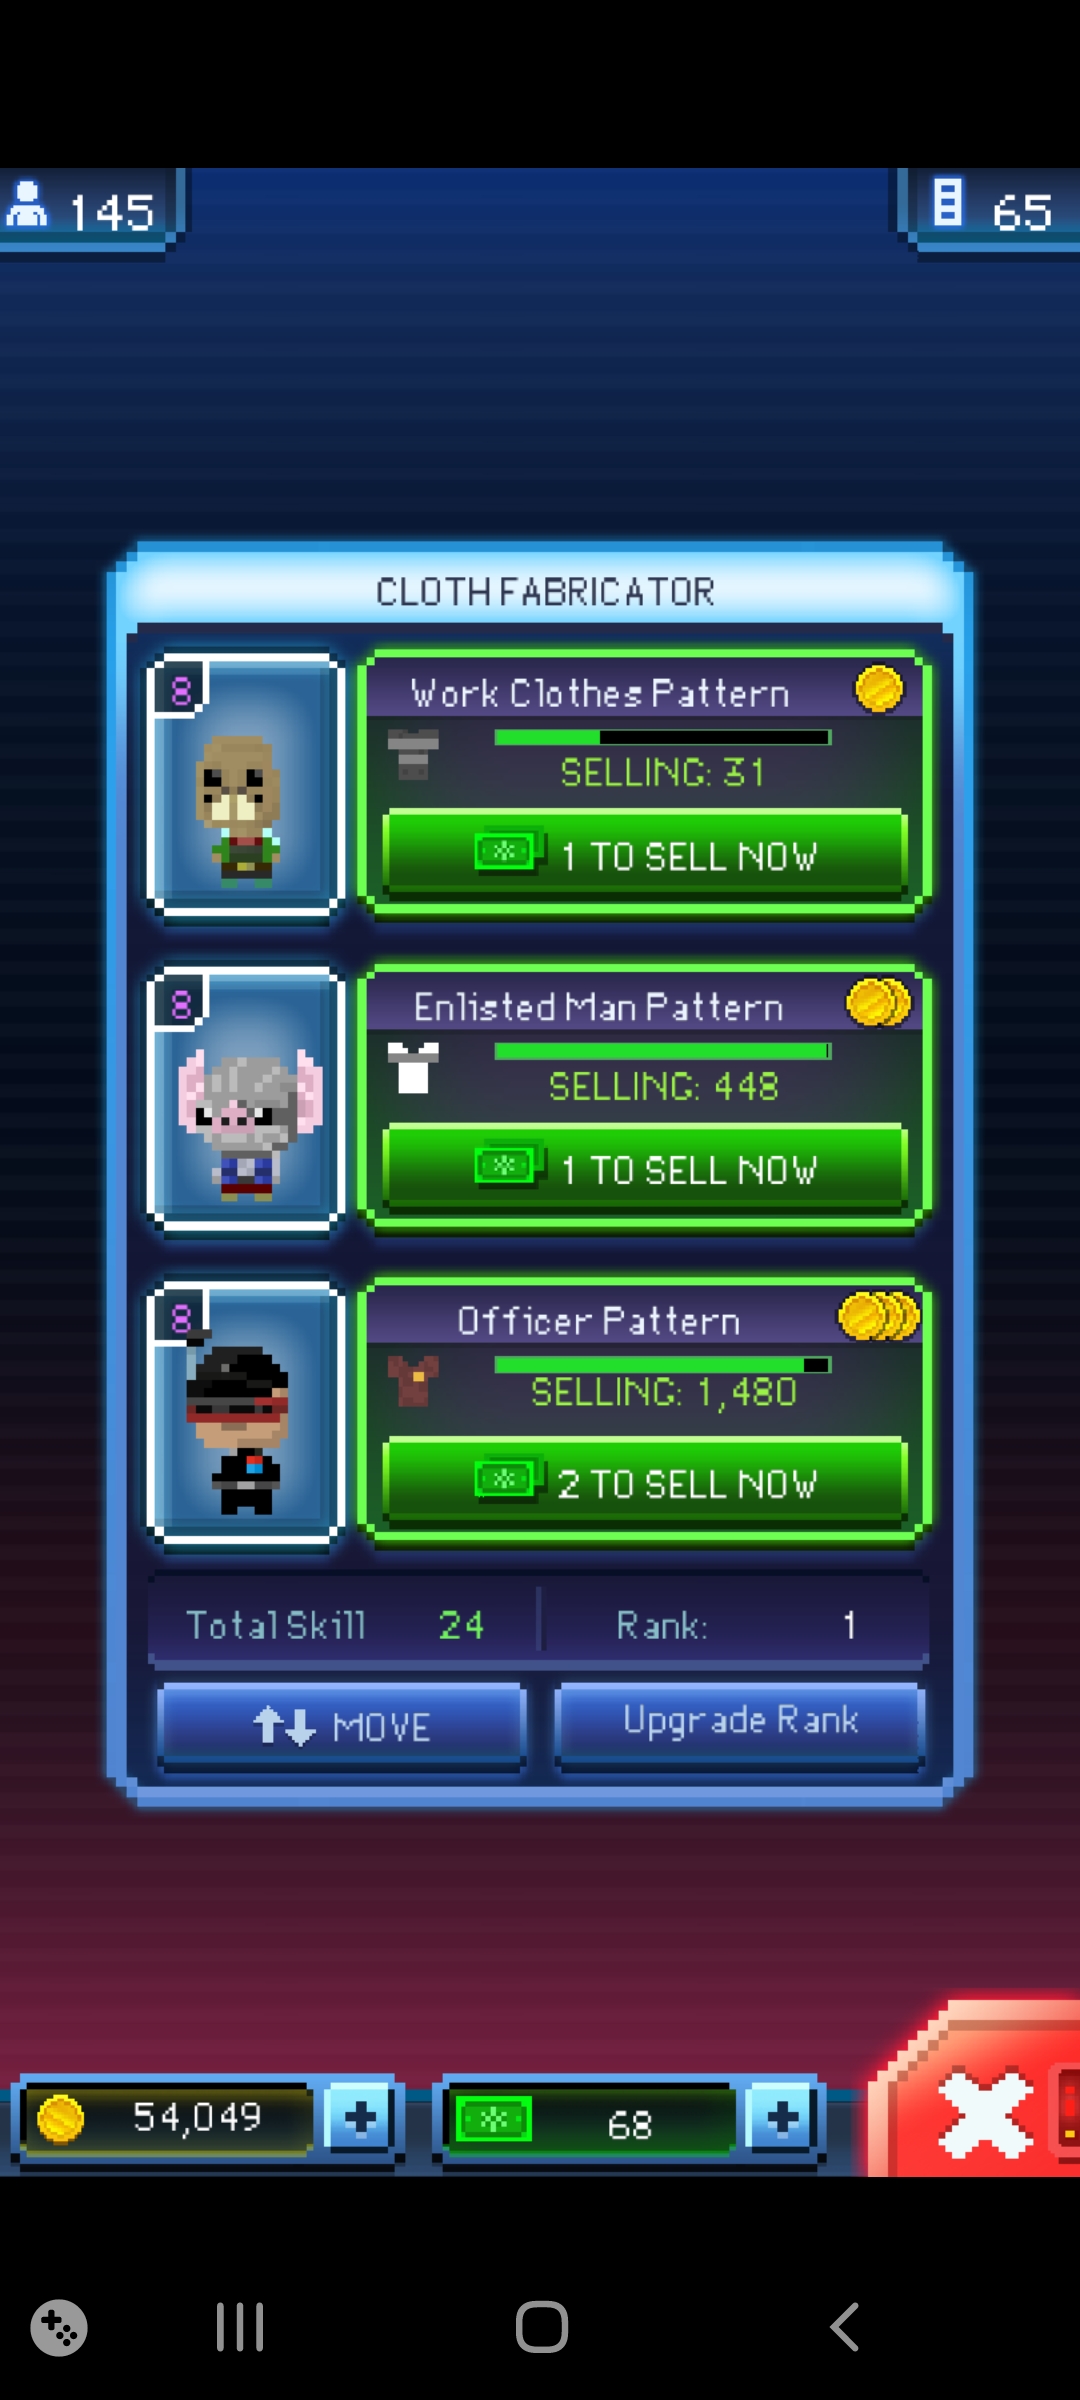 145
65
CLOTH FABRICATOR
8
Work Clothes Pattern
SELLING: 31
1 TO SELL NOW
8
Enlisted Man Pattern
SELLING: 448
1 TO SELL NOW
8
Officer Pattern
SELLING: 1,480
2 TO SELL NOW
Total Skill 24
Rank: 1
MOVE
Upgrade Rank
54,049
68